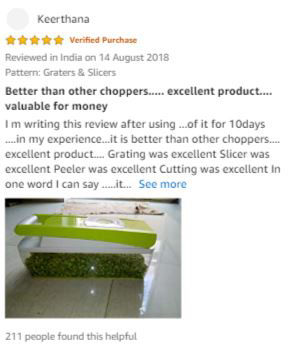 Keerthana
Verified Purchase
Reviewed in India on 14 August 2018
Pattern: Graters & Slicers
Better than other choppers..... excellent product....
valuable for money
I m writing this review after using ...of it for 10days
....in my experience...it is better than other choppers....
excellent product.... Grating was excellent Slicer was
excellent Peeler was excellent Cutting was excellent In
one word I can say .....it... See more
211 people found this helpful